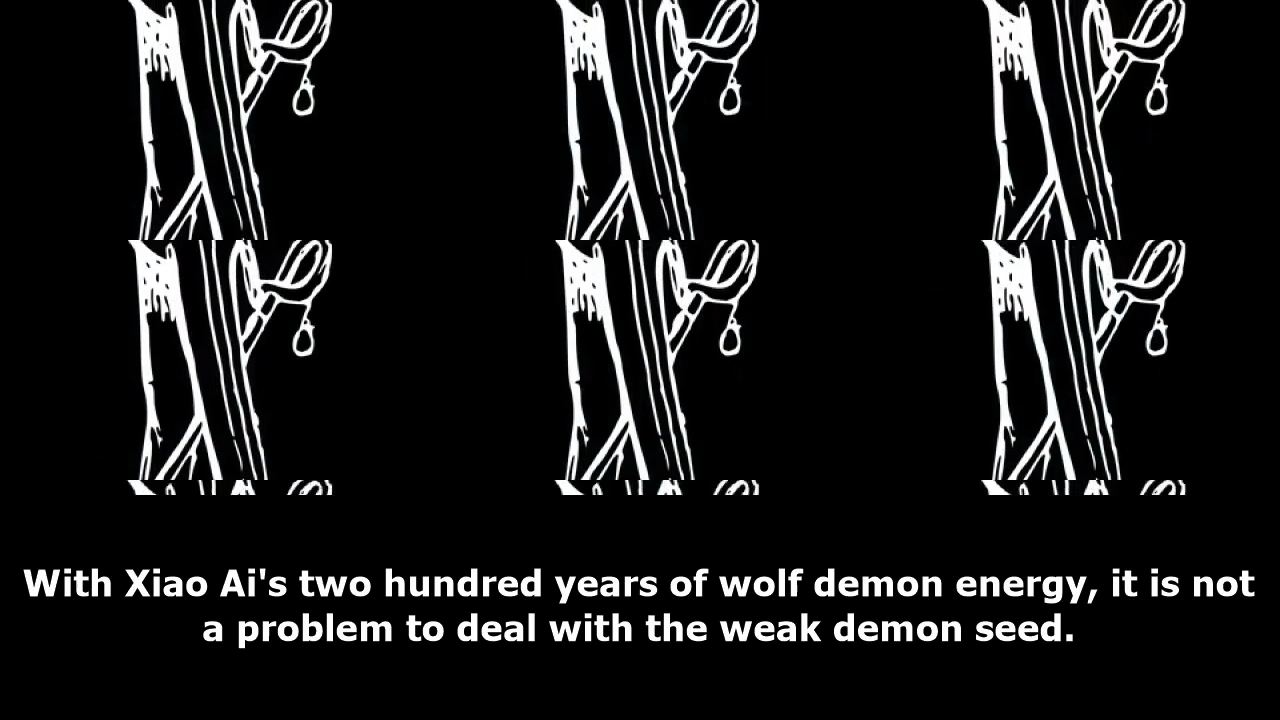 With Xiao Ai's two hundred years of wolf demon energy, it is not
a problem to deal with the weak demon seed.